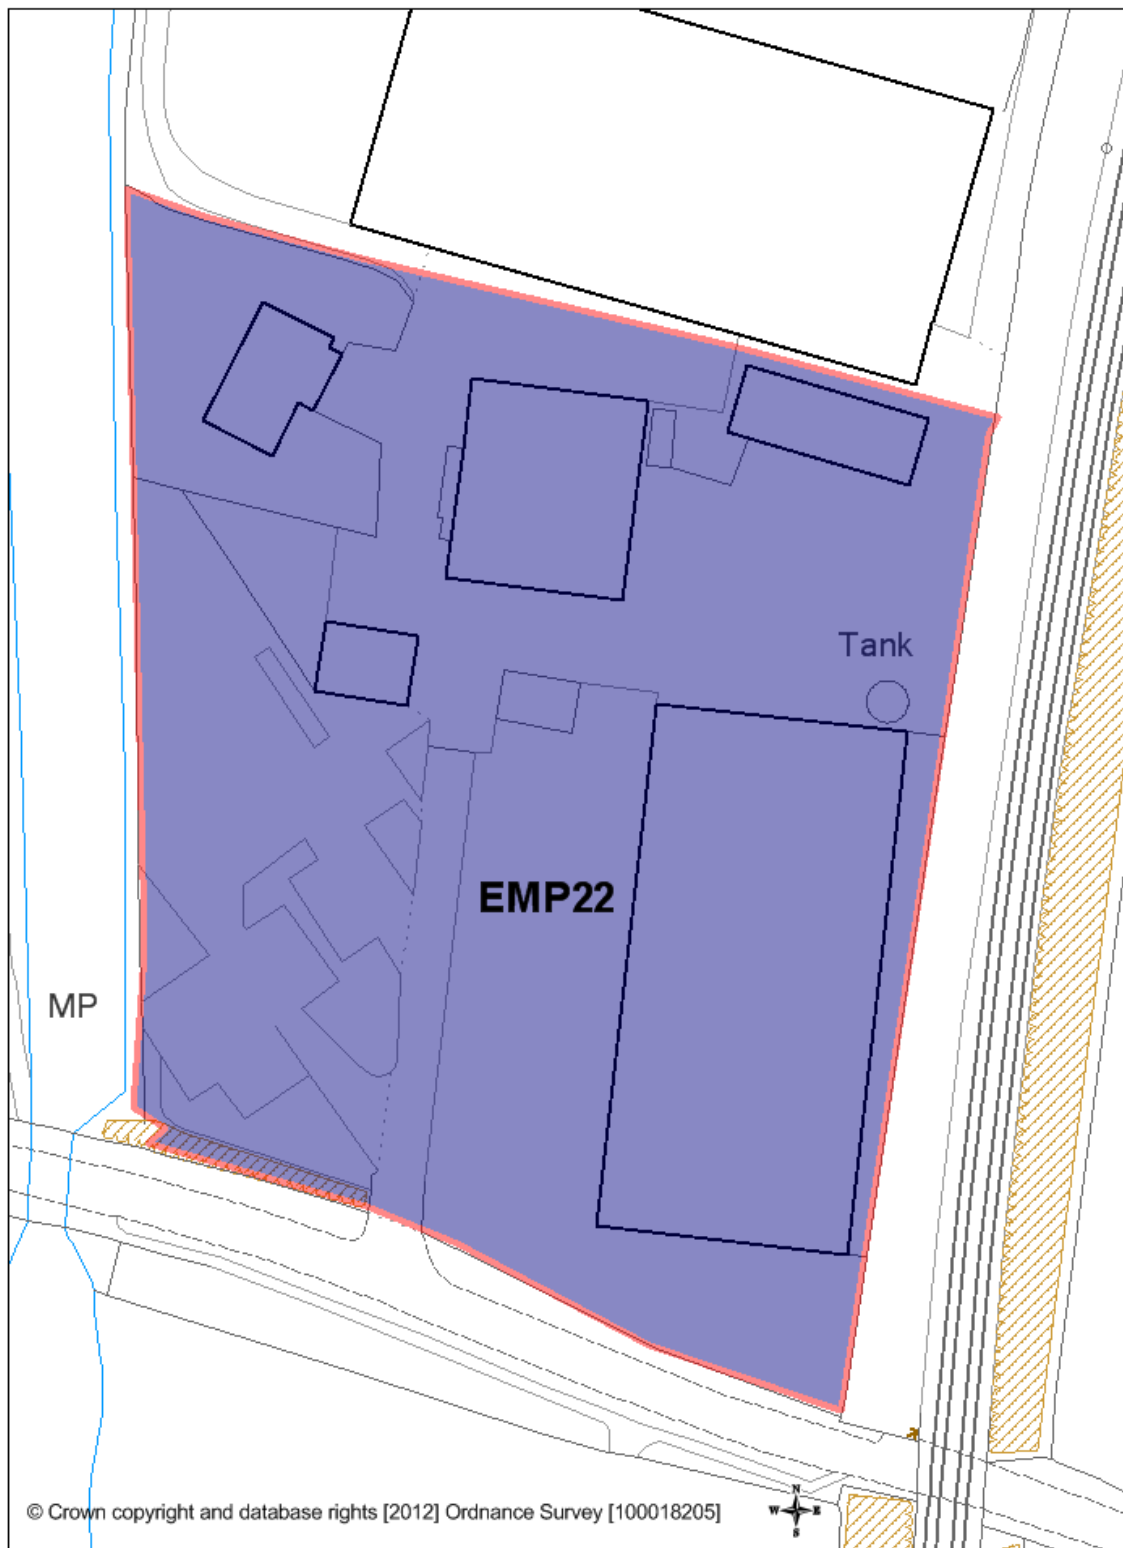 Tank
EMP22
MP
© Crown copyright and database rights [2012] Ordnance Survey [100018205]
N
W E
S